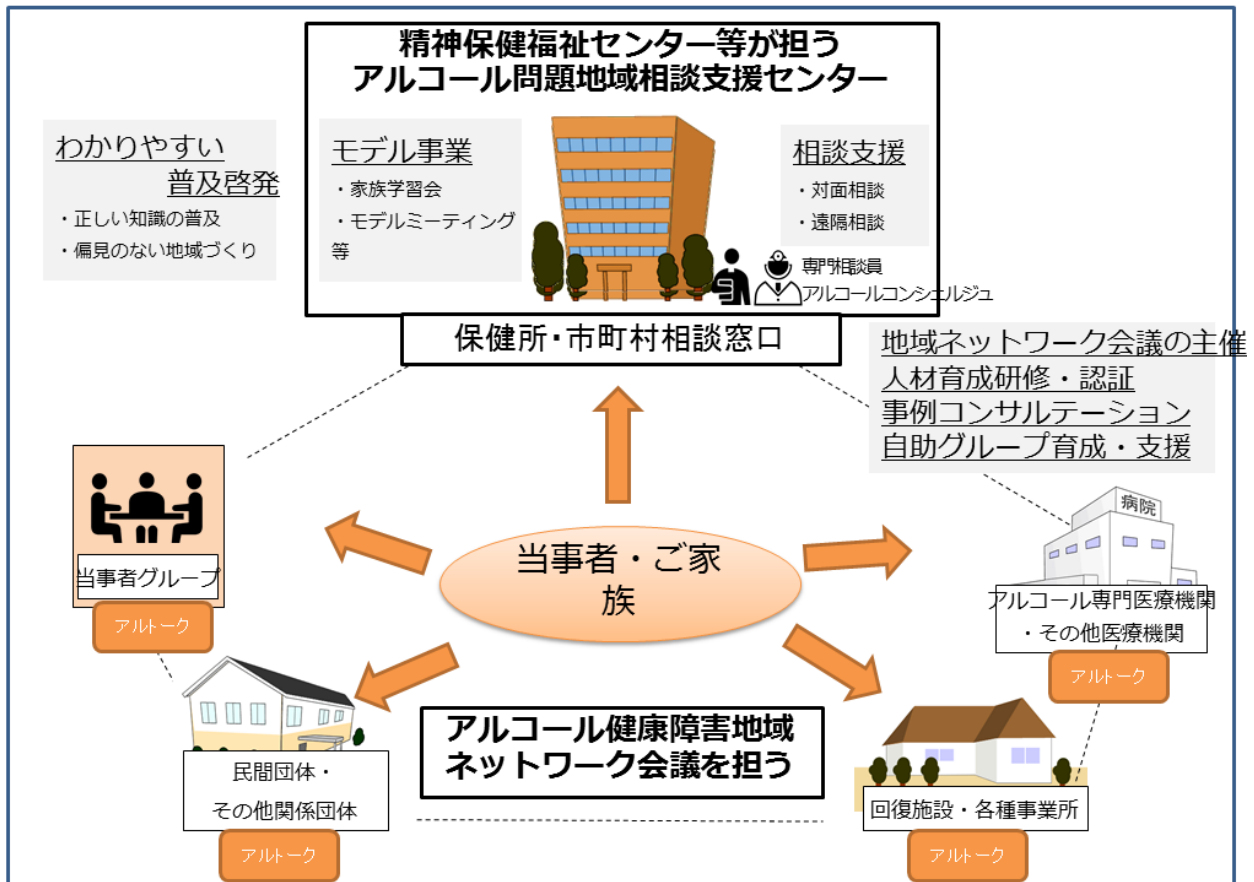 精神保健福祉センター等が担う
アルコール問題地域相談支援センター
わかりやすい
普及啓発
・正しい知識の普及
・偏見のない地域づくり
モデル事業
・家族学習会
・モデルミーティング
等
相談支援
・対面相談
・遠隔相談
専門相談員
アルコールコンシェルジュ
保健所・市町村相談窓口
地域ネットワーク会議の主催
人材育成研修・認証
事例コンサルテーション
自助グループ育成・支援
当事者グループ
アルトーク
当事者・ご家
族
病院
アルコール専門医療機関
・その他医療機関
アルトーク
民間団体・
その他関係団体
アルトーク
アルコール健康障害地域
ネットワーク会議を担う
回復施設・各種事業所
アルトーク